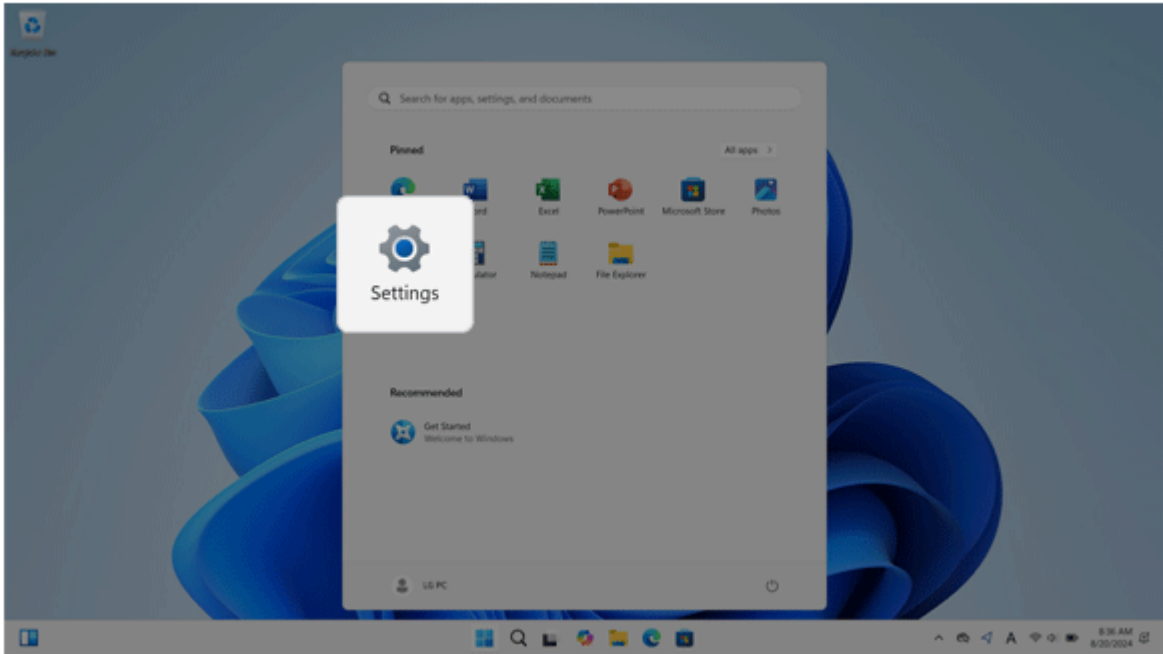 Search for apps, settings, and documents
Pinned
All apps >
Excel
PowerPoint
Microsoft Store
Photos
Settings
Notepad
File Explorer
Recommended
Get Started
Welcome to Windows
LG PC
A
8:36 AM
8/20/2024